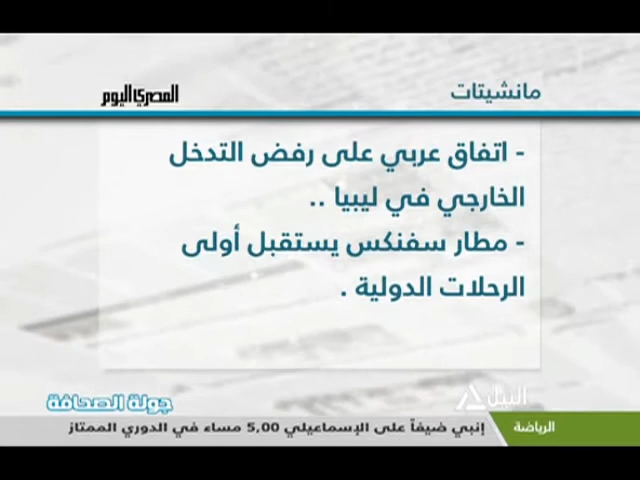 مانشيتات
المصري اليوم
- اتفاق عربي على رفض التدخل
الخارجي في ليبيا ..
- مطار سفنكس يستقبل أولى
الرحلات الدولية .
النيل
جولة الصحافة
الرياضة
إنبي ضيفاً على الإسماعيلي 5,00 مساء في الدوري الممتاز